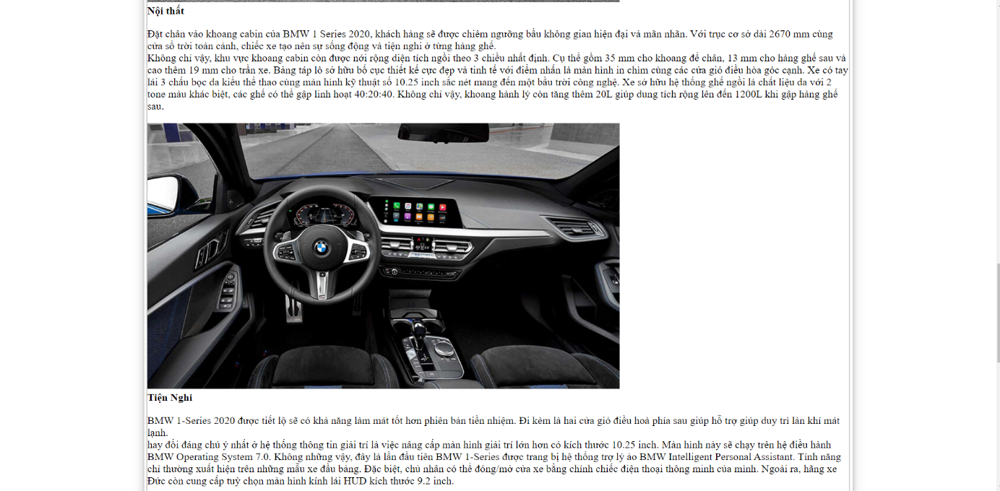 Nội thất
Đặt chân vào khoang cabin của BMW 1 Series 2020, khách hàng sẽ được chiêm ngưỡng bầu không gian hiện đại và mãn nhãn. Với trục cơ sở dài 2670 mm cùng
cửa sổ trời toàn cảnh, chiếc xe tạo nên sự sống động và tiện nghi ở từng hàng ghế.
Không chỉ vậy, khu vực khoang cabin còn được nới rộng diện tích ngồi theo 3 chiều nhất định. Cụ thể gồm 35 mm cho khoang để chân, 13 mm cho hàng ghế sau và
cao thêm 19 mm cho trần xe. Bảng táp lô sở hữu bố cục thiết kế cực đẹp và tinh tế với điểm nhấn là màn hình in chìm cùng các cửa gió điều hòa góc cạnh. Xe có tay
lái 3 chấu bọc da kiểu thể thao cùng màn hình kỹ thuật số 10.25 inch sắc nét mang đến một bầu trời công nghệ. Xe sở hữu hệ thống ghế ngồi là chất liệu da với 2
tone màu khác biệt, các ghế có thể gập linh hoạt 40:20:40. Không chỉ vậy, khoang hành lý còn tăng thêm 20L giúp dung tích rộng lên đến 1200L khi gập hàng ghế
sau.
Tiện Nghi
BMW 1-Series 2020 được tiết lộ sẽ có khả năng làm mát tốt hơn phiên bản tiền nhiệm. Đi kèm là hai cửa gió điều hoà phía sau giúp hỗ trợ giúp duy trì làn khí mát
lạnh.
hay đổi đáng chú ý nhất ở hệ thống thông tin giải trí là việc nâng cấp màn hình giải trí lớn hơn có kích thước 10.25 inch. Màn hình này sẽ chạy trên hệ điều hành
BMW Operating System 7.0. Không những vậy, đây là lần đầu tiên BMW 1-Series được trang bị hệ thống trợ lý ảo BMW Intelligent Personal Assistant. Tính năng
chỉ thường xuất hiện trên những mẫu xe đầu bảng. Đặc biệt, chủ nhân có thể đóng/mở cửa xe bằng chính chiếc điện thoại thông minh của mình. Ngoài ra, hãng xe
Đức còn cung cấp tuỳ chọn màn hình kính lái HUD kích thước 9.2 inch.